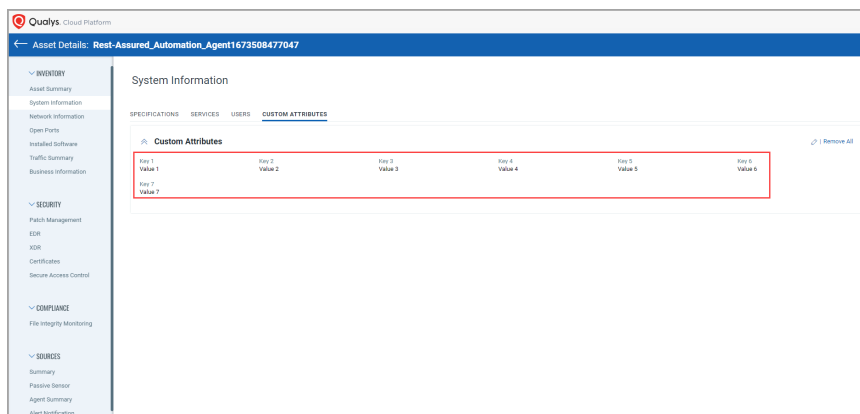 Qualys. Cloud Platform
Asset Details: Rest-Assured_Automation_Agent1673508477047
INVENTORY
Asset Summary
System Information
Network Information
Open Ports
Installed Software
Traffic Summary
Business Information
SECURITY
Patch Management
EDR
XDR
Certificates
Secure Access Control
COMPLIANCE
File Integrity Monitoring
SOURCES
Summary
Passive Sensor
Agent Summary
Alert Notification
System Information
SPECIFICATIONS SERVICES USERS CUSTOM ATTRIBUTES
Custom Attributes | Remove All
Key 1 Key 2 Key 3 Key 4 Key 5 Key 6
Value 1 Value 2 Value 3 Value 4 Value 5 Value 6
Key 7
Value 7